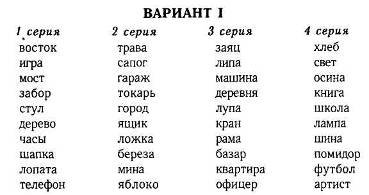 ВАРИАНТ I
1 серия 2 серия 3 серия 4 серия
восток трава заяц хлеб
игра сапог липа свет
мост гараж машина осина
забор токарь деревня книга
стул город лупа школа
дерево ящик кран лампа
часы ложка рама шина
шапка береза базар помидор
лопата мина квартира футбол
телефон яблоко офицер артист